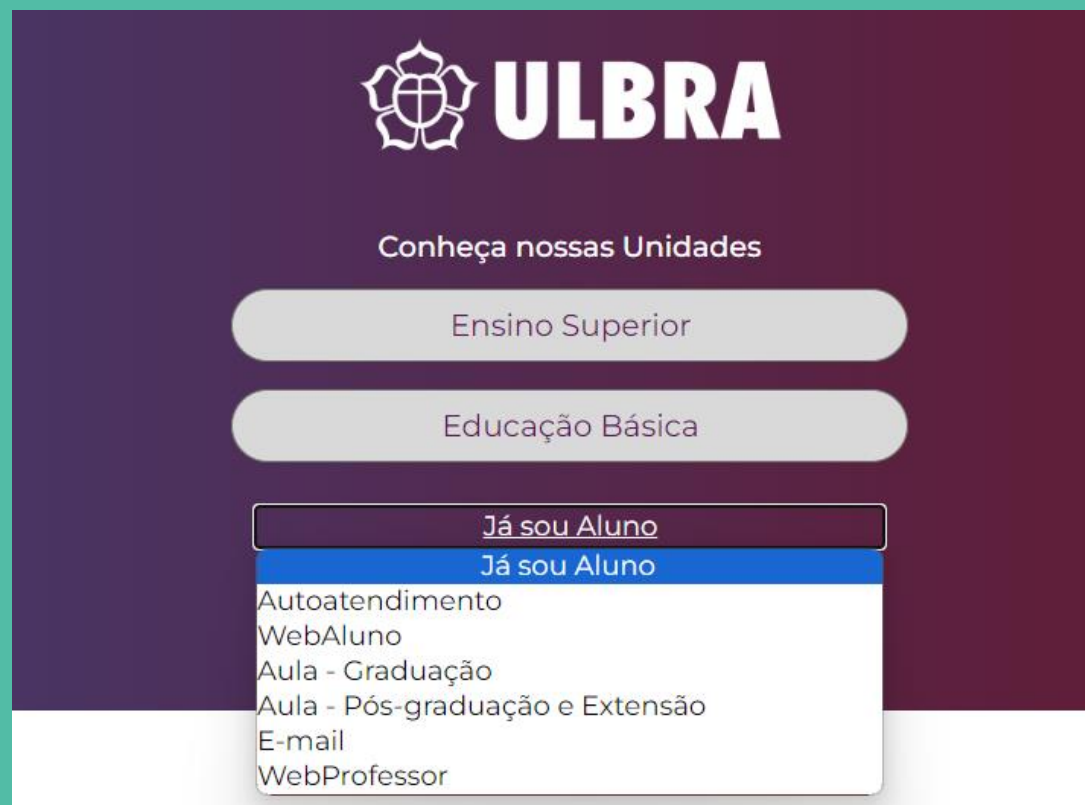 ULBRA
Conheça nossas Unidades
Ensino Superior
Educação Básica
Já sou Aluno
Já sou Aluno
Autoatendimento
WebAluno
Aula - Graduação
Aula - Pós-graduação e Extensão
E-mail
WebProfessor